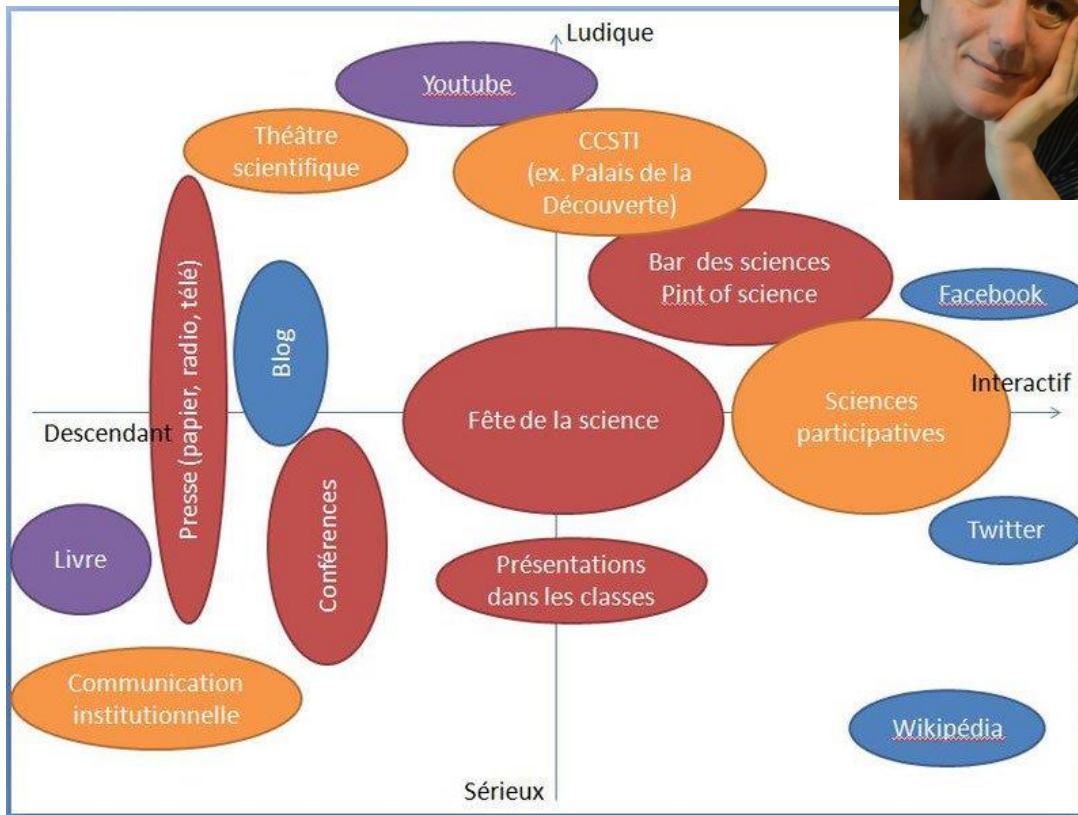 Ludique
Youtube
Théâtre
scientifique
CCSTI
(ex. Palais de la
Découverte)
Bar des sciences
Pint of science
Facebook
Presse (papier, radio, télé)
Blog
Interactif
Fête de la science
Sciences
participatives
Descendant
Conférences
Livre
Twitter
Présentations
dans les classes
Communication
institutionnelle
Wikipédia
Sérieux